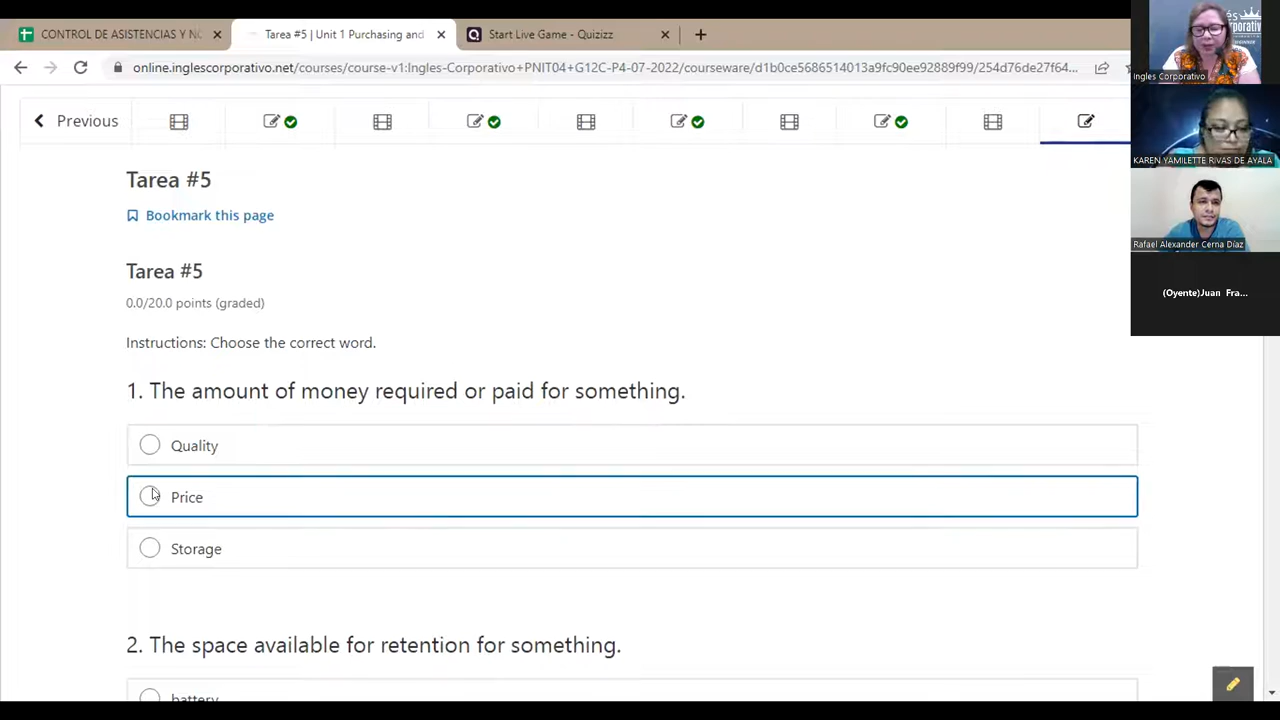 CONTROL DE ASISTENCIAS Y NO
Tarea #5 | Unit 1 Purchasing and
Start Live Game - Quizizz
online.inglescorporativo.net/courses/course-v1:Ingles-Corporativo+PNIT04+G12C-P4-07-2022/courseware/d1b0ce5686514013a9fc90ee92889f99/254d76de27f64...
Previous
Tarea #5
Bookmark this page
Tarea #5
0.0/20.0 points (graded)
Instructions: Choose the correct word.
1. The amount of money required or paid for something.
Quality
Price
Storage
2. The space available for retention for something.
battery
Ingles Corporativo
KAREN YAMILETTE RIVAS DE AYALA
Rafael Alexander Cerna Díaz
(Oyente)Juan Fra...